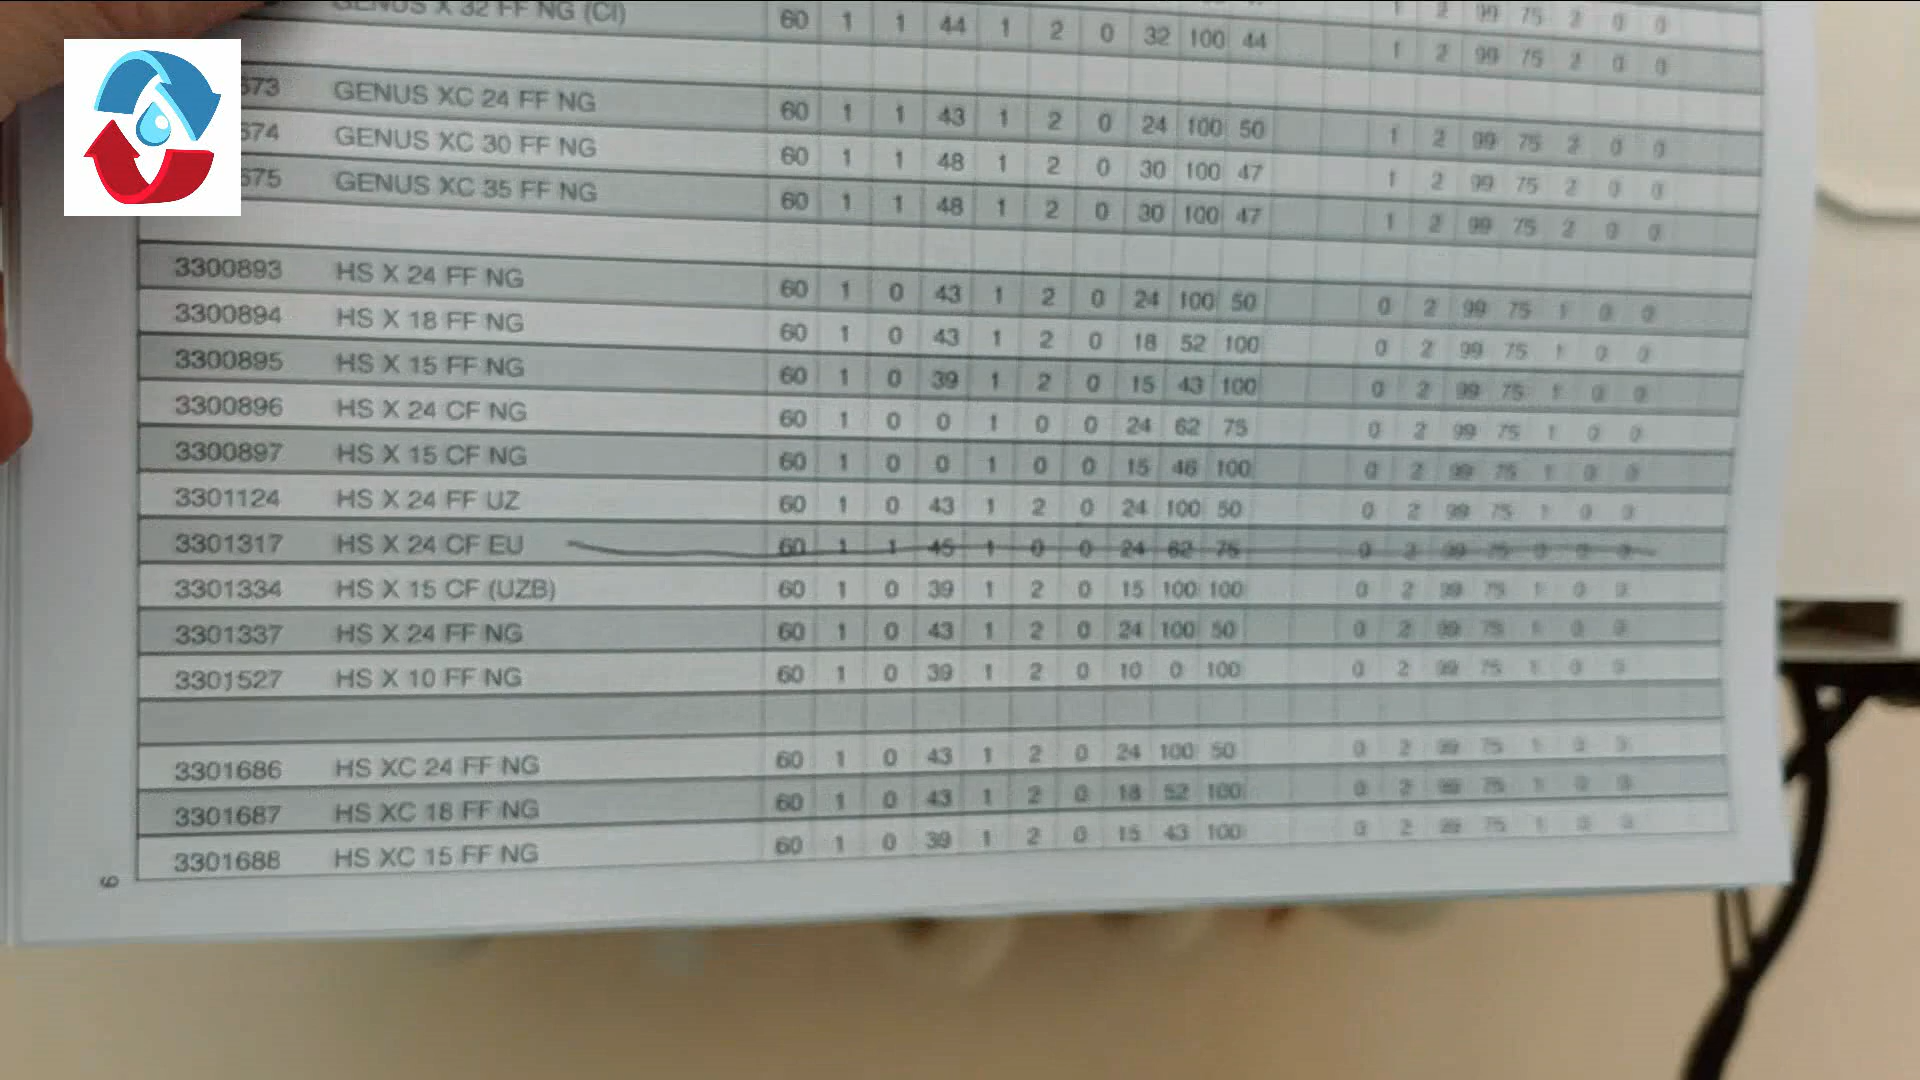 GENUS X 32 FF NG (CI) 60 1 1 44 1 2 0 32 100 44 1 2 99 75 2 0 0
673 GENUS XC 24 FF NG 60 1 1 43 1 2 0 24 100 50 1 2 99 75 2 0 0
674 GENUS XC 30 FF NG 60 1 1 48 1 2 0 30 100 47 1 2 99 75 2 0 0
675 GENUS XC 35 FF NG 60 1 1 48 1 2 0 30 100 47 1 2 99 75 2 0 0
3300893 HS X 24 FF NG 60 1 0 43 1 2 0 24 100 50 0 2 99 75 1 0 0
3300894 HS X 18 FF NG 60 1 0 43 1 2 0 18 52 100 0 2 99 75 1 0 0
3300895 HS X 15 FF NG 60 1 0 39 1 2 0 15 43 100 0 2 99 75 1 0 0
3300896 HS X 24 CF NG 60 1 0 0 1 0 0 24 62 75 0 2 99 75 1 0 0
3300897 HS X 15 CF NG 60 1 0 0 1 0 0 15 46 100 0 2 99 75 1 0 0
3301124 HS X 24 FF UZ 60 1 0 43 1 2 0 24 100 50 0 2 99 75 1 0 0
3301317 HS X 24 CF EU 60 1 1 45 1 0 0 24 62 75 0 2 99 75 0 0 0
3301334 HS X 15 CF (UZB) 60 1 0 39 1 2 0 15 100 100 0 2 99 75 1 0 0
3301337 HS X 24 FF NG 60 1 0 43 1 2 0 24 100 50 0 2 99 75 1 0 0
3301527 HS X 10 FF NG 60 1 0 39 1 2 0 10 0 100 0 2 99 75 1 0 0
3301686 HS XC 24 FF NG 60 1 0 43 1 2 0 24 100 50 0 2 99 75 1 0 0
3301687 HS XC 18 FF NG 60 1 0 43 1 2 0 18 52 100 0 2 99 75 1 0 0
3301688 HS XC 15 FF NG 60 1 0 39 1 2 0 15 43 100 0 2 99 75 1 0 0